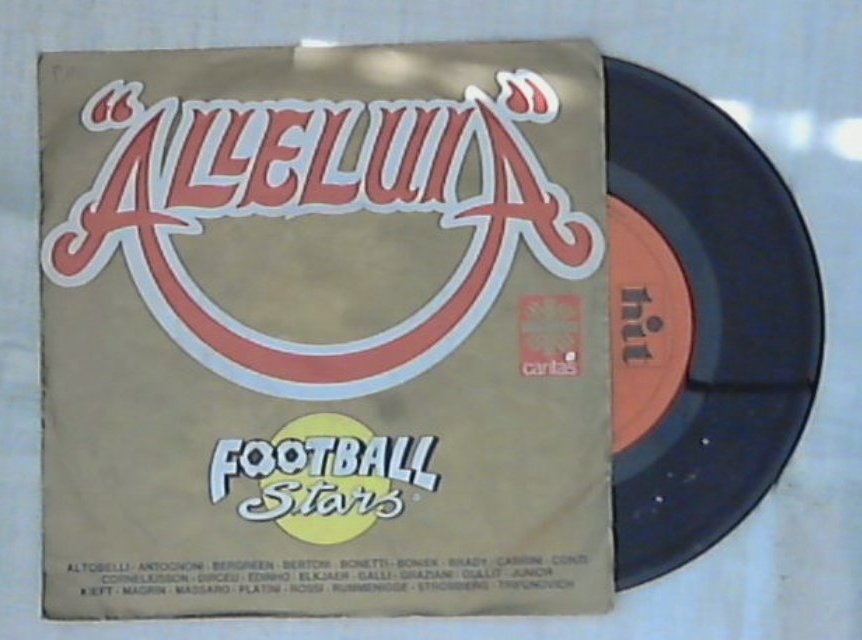 "ALLELUIA"
hit
caritas
FOOTBALL
Stars
ALTOBELLI - ANTOGNONI - BERGREEN - BERTONI - BONETTI - BONIEK - BRADY - CABRINI - CONTI
CORNELIUSSON - DIRCEU - EDINHO - ELKJAER - GALLI - GRAZIANI - GULLIT - JUNIOR
KIEFT - MAGRIN - MASSARO - PLATINI - ROSSI - RUMMENIGGE - STROMBERG - TRIFUNOVICH